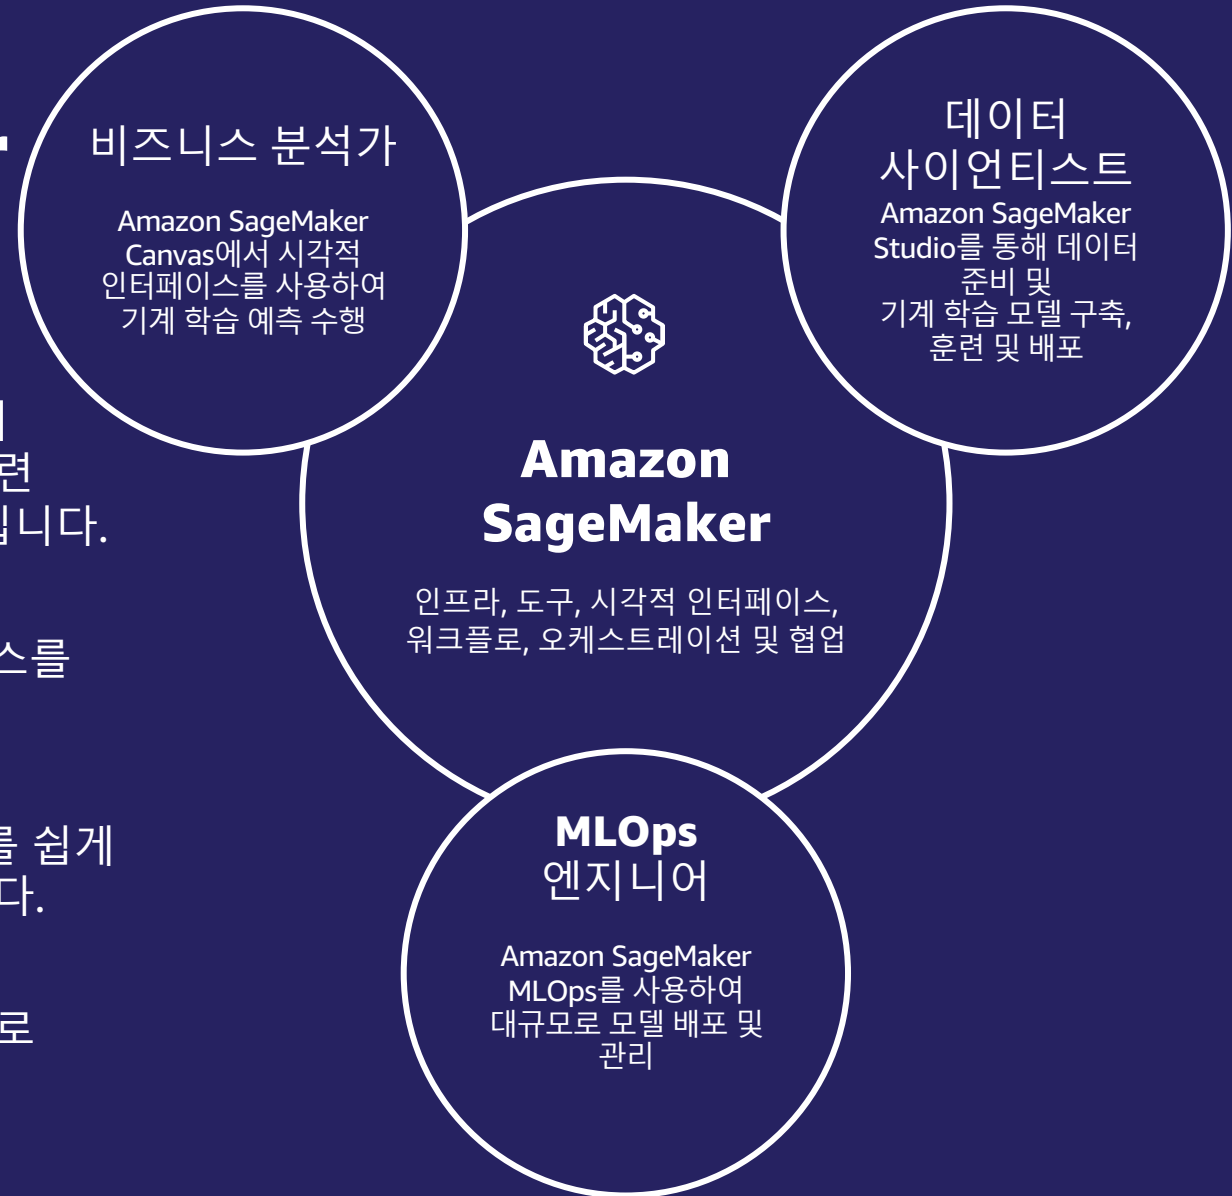 비즈니스 분석가
Amazon SageMaker
Canvas에서 시각적
인터페이스를 사용하여
기계 학습 예측 수행
데이터
사이언티스트
Amazon SageMaker
Studio를 통해 데이터
준비 및
기계 학습 모델 구축,
훈련 및 배포
Amazon
SageMaker
인프라, 도구, 시각적 인터페이스,
워크플로, 오케스트레이션 및 협업
MLOps
엔지니어
Amazon SageMaker
MLOps를 사용하여
대규모로 모델 배포 및
관리
련
입니다.
스를
를 쉽게
다.
로